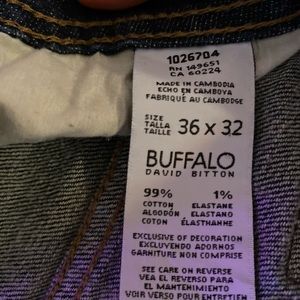 1026704
RN 149651
CA 60224
MADE IN CAMBODIA
ECHO EN CAMBOYA
FABRIQUÉ AU CAMBODGE
SIZE
TALLA
TAILLE
36 x 32
BUFFALO
DAVID BITTON
99% 1%
COTTON ELASTANE
ALGODÓN ELASTANO
COTON ÉLASTHANNE
EXCLUSIVE OF DECORATION
EXCLUYENDO ADORNOS
GARNITURE NON COMPRISE
SEE CARE ON REVERSE
VEA EL REVERSO PARA
EL MANTENIMIENTO
VOIR VERSO POUR ENTRETIEN